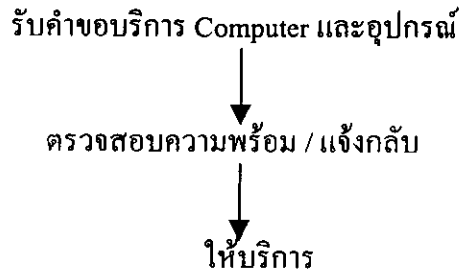 รับคำขอบริการ Computer และอุปกรณ์
ตรวจสอบความพร้อม / แจ้งกลับ
ให้บริการ